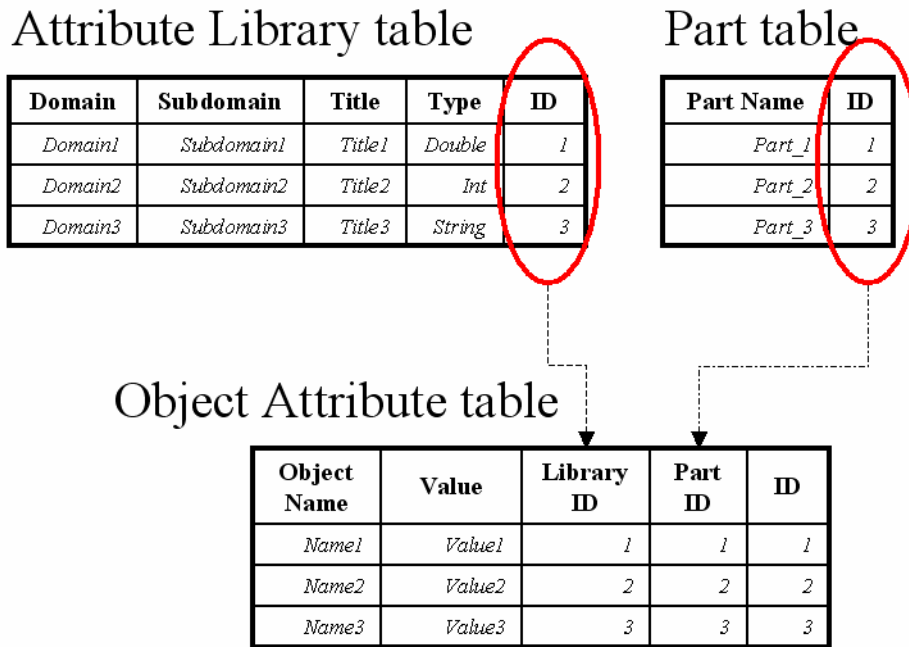 Attribute Library table
Domain Subdomain Title Type ID
Domain1 Subdomain1 Title1 Double 1
Domain2 Subdomain2 Title2 Int 2
Domain3 Subdomain3 Title3 String 3
Part table
Part Name ID
Part_1 1
Part_2 2
Part_3 3
Object Attribute table
Object Name Value Library ID Part ID ID
Name1 Value1 1 1 1
Name2 Value2 2 2 2
Name3 Value3 3 3 3